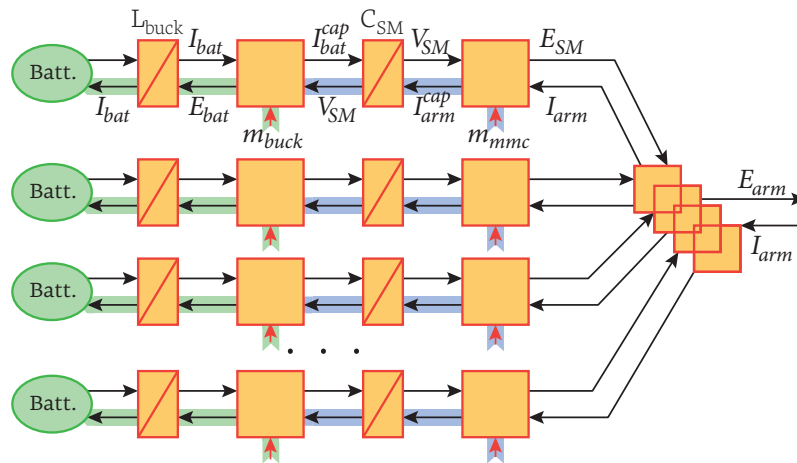 L_buck C_SM
I_bat I_bat^cap V_SM E_SM
Batt.
I_bat E_bat V_SM I_arm^cap I_arm
m_buck m_mmc
Batt.
E_arm
I_arm
Batt.
. . .
Batt.